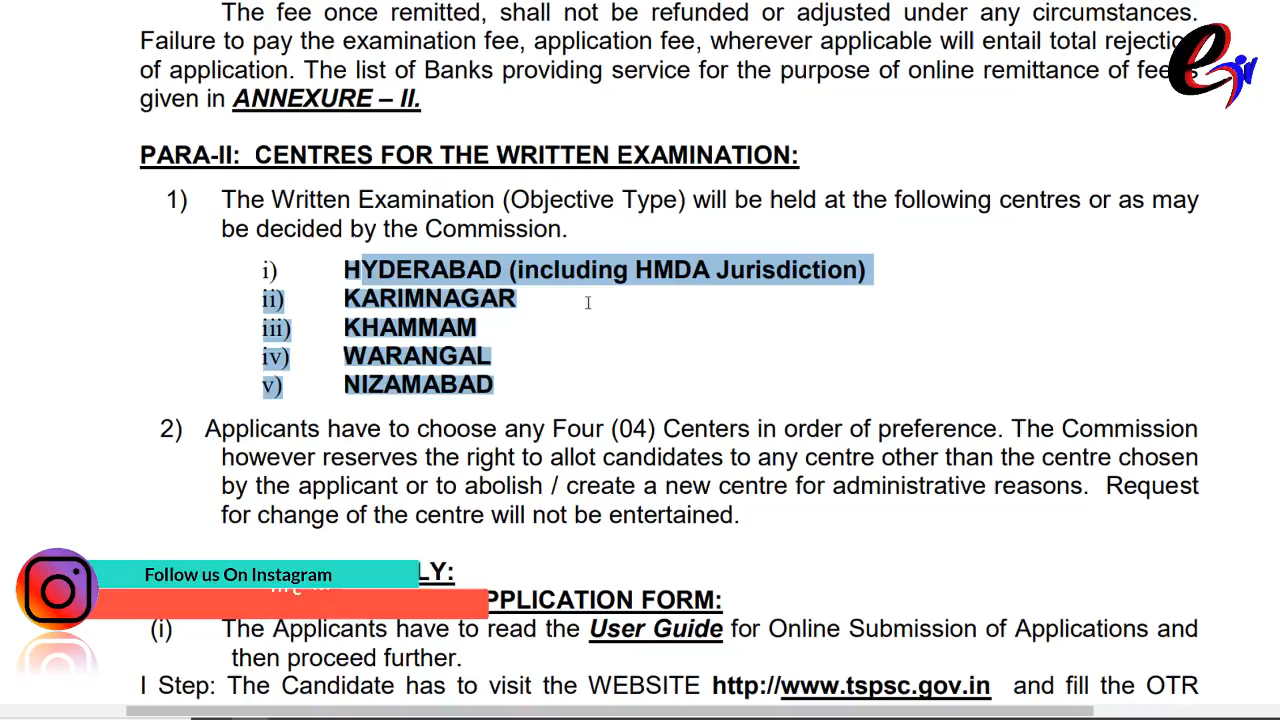 The fee once remitted, shall not be refunded or adjusted under any circumstances.
Failure to pay the examination fee, application fee, wherever applicable will entail total
of application. The list of Banks providing service for the purpose of online remittance of
given in ANNEXURE – II.
PARA-II: CENTRES FOR THE WRITTEN EXAMINATION:
1) The Written Examination (Objective Type) will be held at the following centres or as may
be decided by the Commission.
i) HYDERABAD (including HMDA Jurisdiction)
ii) KARIMNAGAR
iii) KHAMMAM
iv) WARANGAL
v) NIZAMABAD
2) Applicants have to choose any Four (04) Centers in order of preference. The Commission
however reserves the right to allot candidates to any centre other than the centre chosen
by the applicant or to abolish / create a new centre for administrative reasons. Request
for change of the centre will not be entertained.
Follow us On Instagram LY:
PPLICATION FORM:
(i) The Applicants have to read the User Guide for Online Submission of Applications and
then proceed further.
I Step: The Candidate has to visit the WEBSITE http://www.tspsc.gov.in and fill the OTR